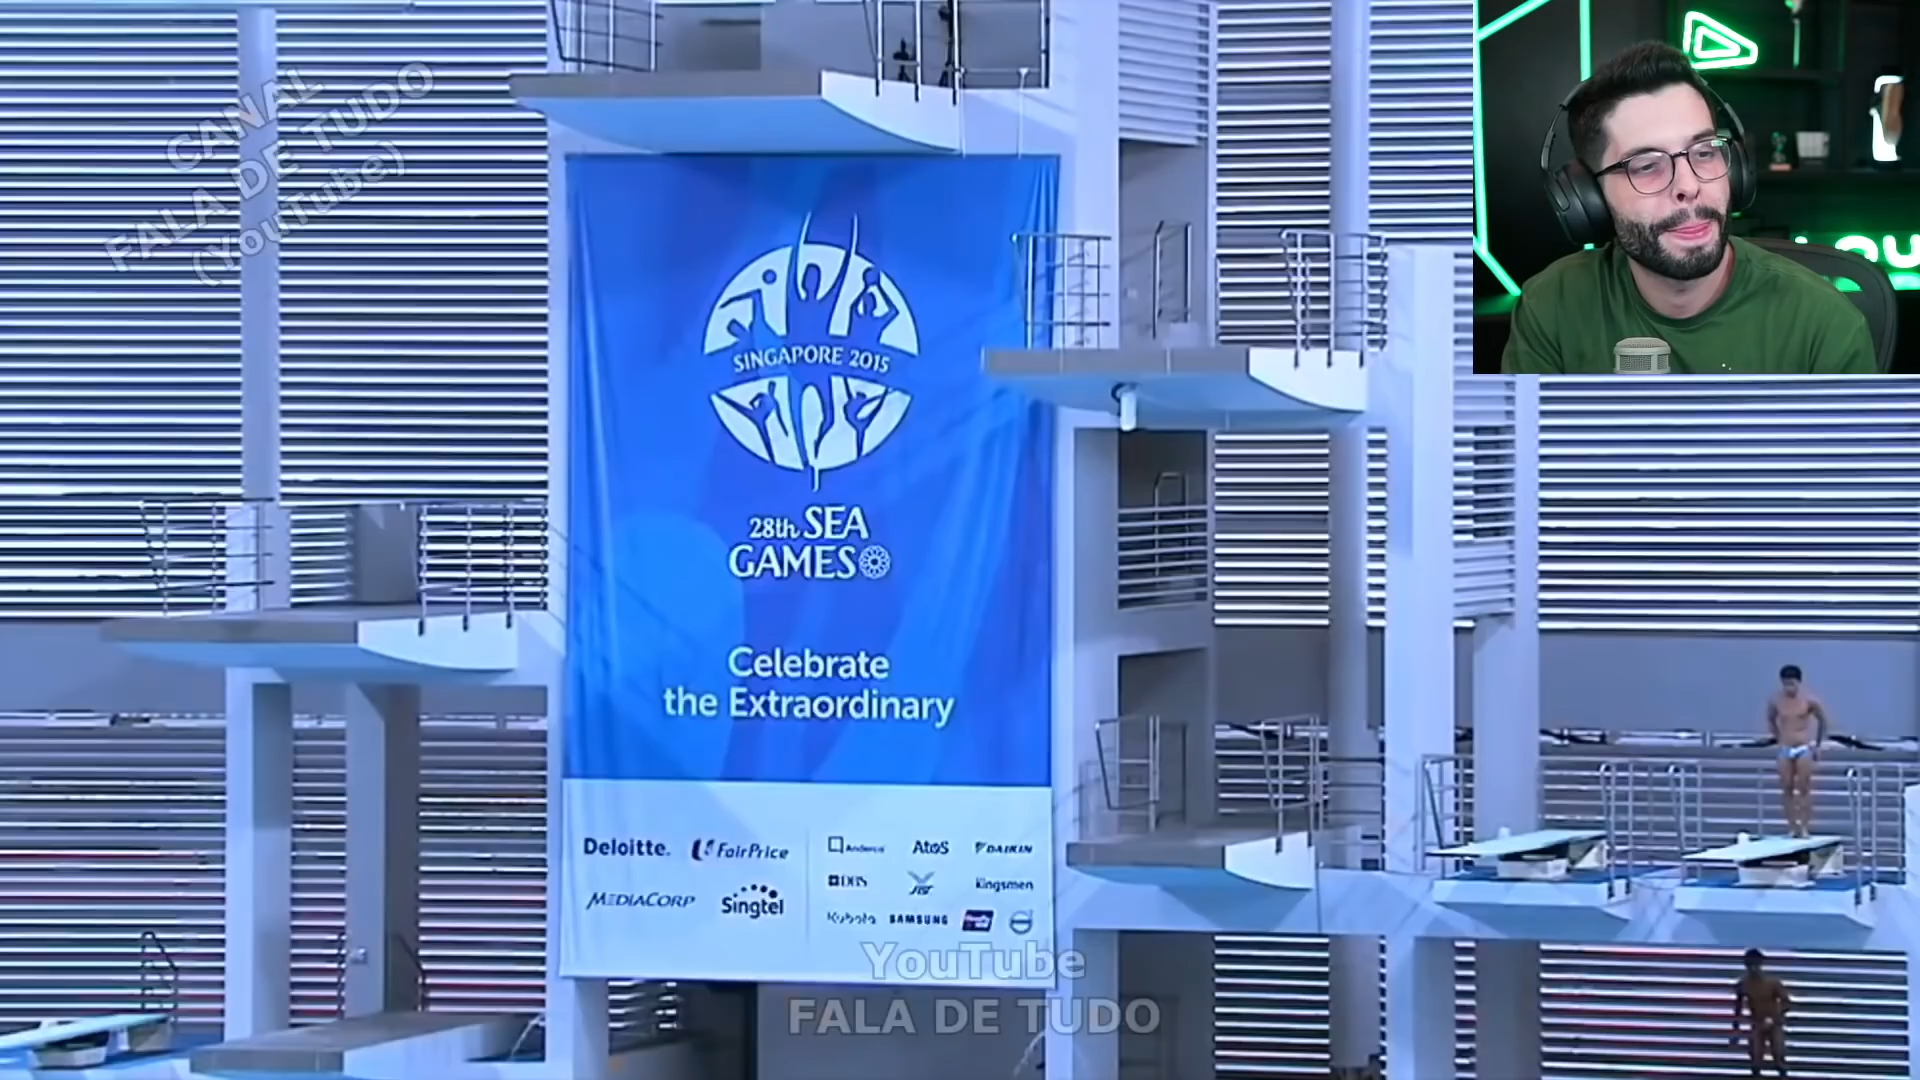 CANAL
FALA DE TUDO
(YouTube)
SINGAPORE 2015
28th SEA
GAMES
Celebrate
the Extraordinary
Deloitte.
FairPrice
MEDIACORP
Singtel
Atos
DAIKIN
DBS
Kingsmen
Kubota
SAMSUNG
YouTube
FALA DE TUDO